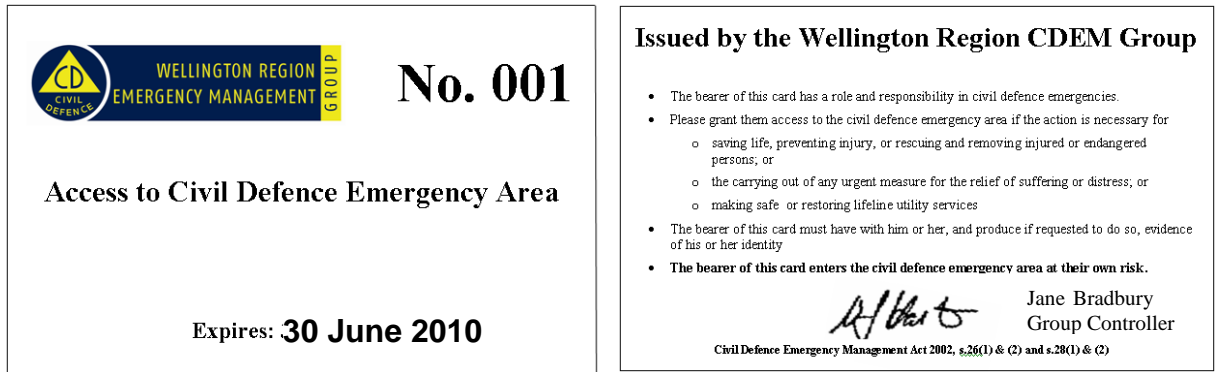 CD
CIVIL
DEFENCE
WELLINGTON REGION
EMERGENCY MANAGEMENT
GROUP
No. 001
Access to Civil Defence Emergency Area
Expires: 30 June 2010
Issued by the Wellington Region CDEM Group
• The bearer of this card has a role and responsibility in civil defence emergencies.
• Please grant them access to the civil defence emergency area if the action is necessary for
o saving life, preventing injury, or rescuing and removing injured or endangered
persons; or
o the carrying out of any urgent measure for the relief of suffering or distress; or
o making safe or restoring lifeline utility services
• The bearer of this card must have with him or her, and produce if requested to do so, evidence
of his or her identity
• The bearer of this card enters the civil defence emergency area at their own risk.
Jane Bradbury
Group Controller
Civil Defence Emergency Management Act 2002, s.26(1) & (2) and s.28(1) & (2)